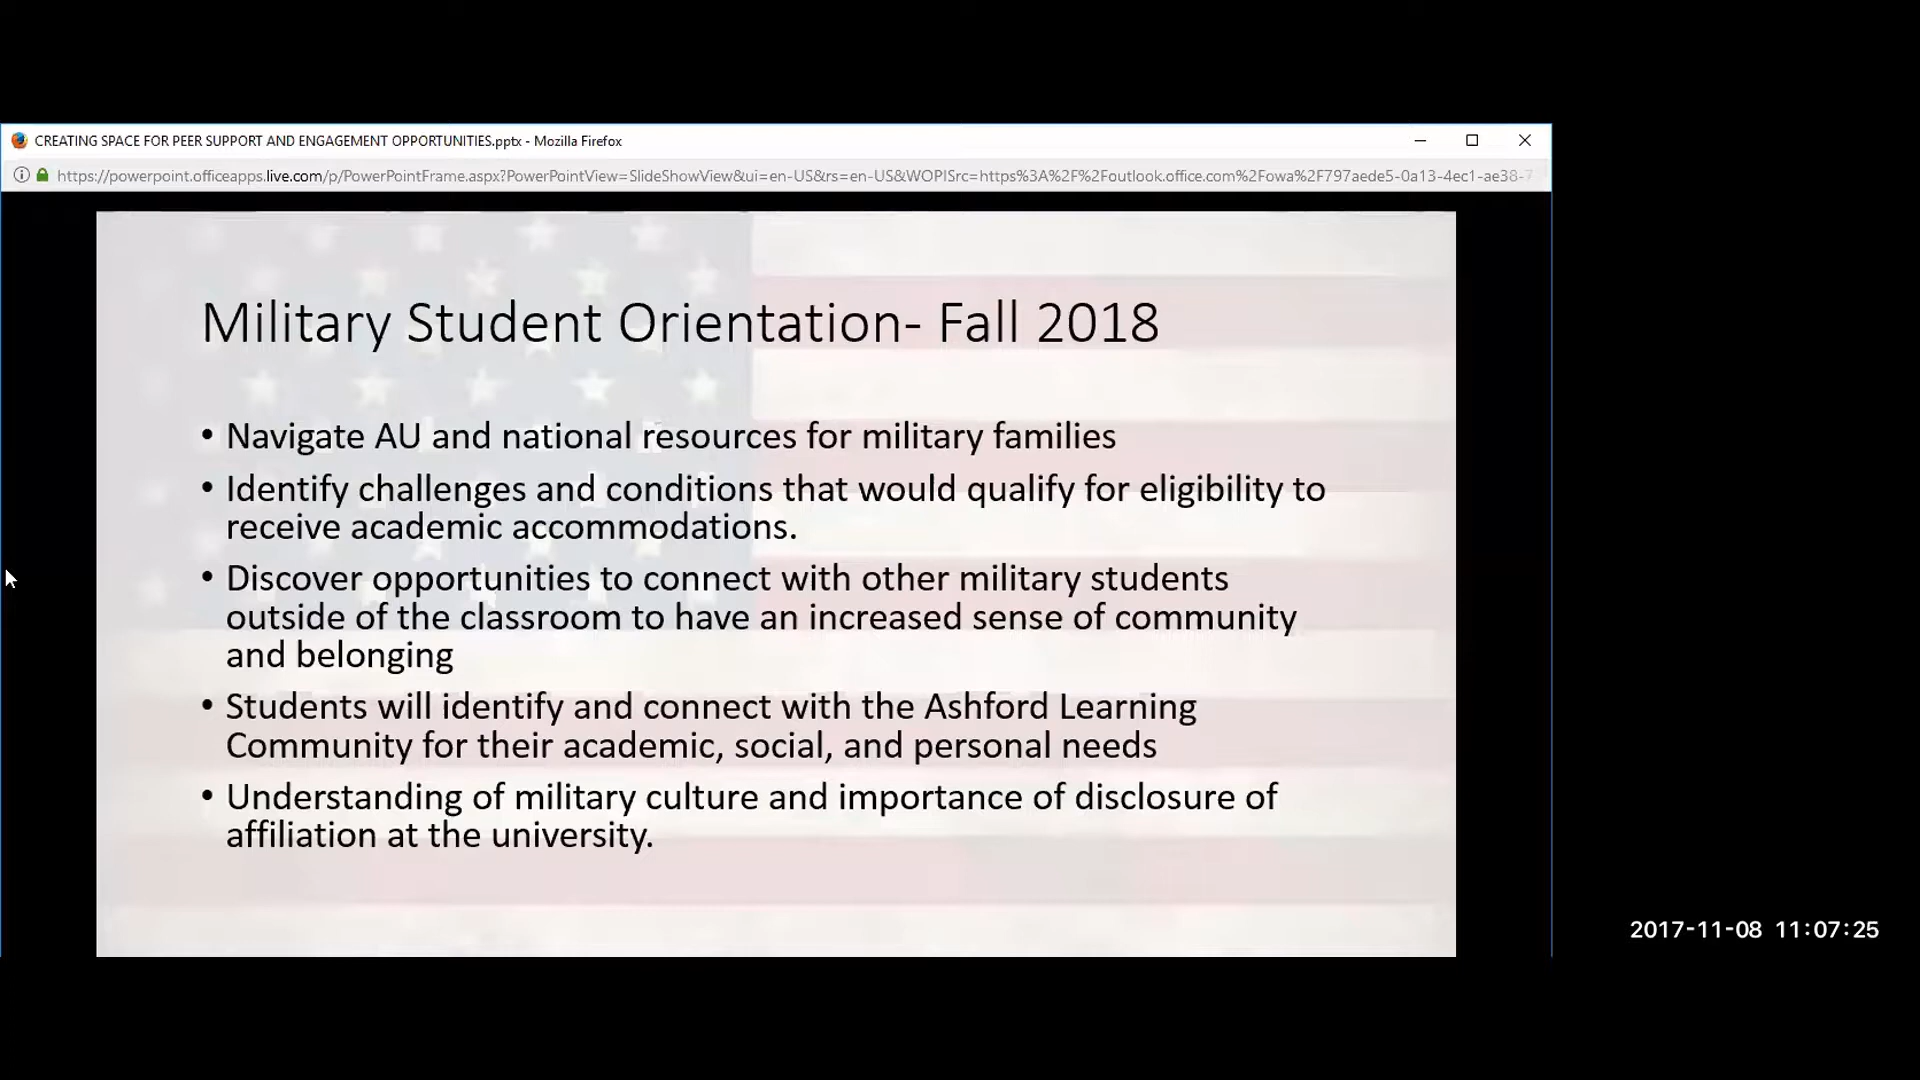 CREATING SPACE FOR PEER SUPPORT AND ENGAGEMENT OPPORTUNITIES.pptx - Mozilla Firefox
https://powerpoint.officeapps.live.com/p/PowerPointFrame.aspx?PowerPointView=SlideShowView&ui=en-US&rs=en-US&WOPISrc=https%3A%2F%2Foutlook.office.com%2Fowa%2F797aede5-0a13-4ec1-ae38-7
Military Student Orientation- Fall 2018
• Navigate AU and national resources for military families
• Identify challenges and conditions that would qualify for eligibility to
receive academic accommodations.
• Discover opportunities to connect with other military students
outside of the classroom to have an increased sense of community
and belonging
• Students will identify and connect with the Ashford Learning
Community for their academic, social, and personal needs
• Understanding of military culture and importance of disclosure of
affiliation at the university.
2017-11-08 11:07:25